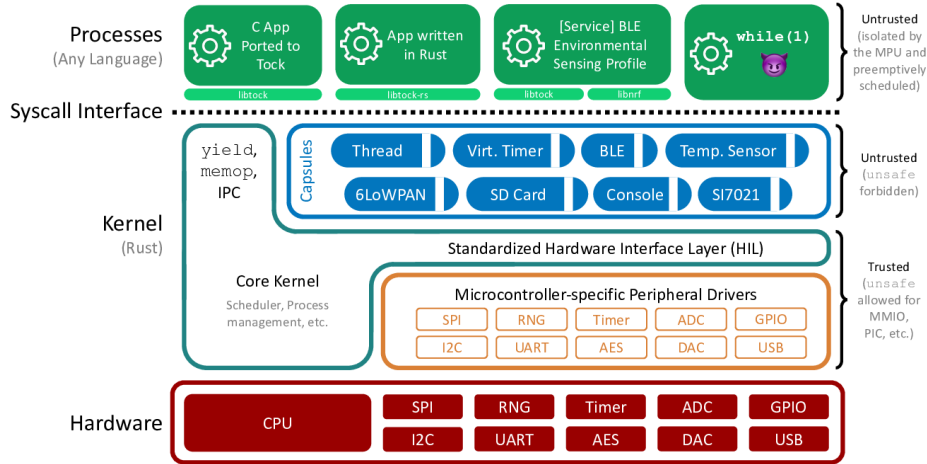 Processes
(Any Language)
C App
Ported to
Tock
App written
in Rust
[Service] BLE
Environmental
Sensing Profile
while(1)
libtock
libtock-rs
libtock
libnrf
Untrusted
(isolated by
the MPU and
preemptively
scheduled)
Syscall Interface
Kernel
(Rust)
yield,
memop,
IPC
Capsules
Thread
Virt. Timer
BLE
Temp. Sensor
6LoWPAN
SD Card
Console
SI7021
Untrusted
(unsafe
forbidden)
Standardized Hardware Interface Layer (HIL)
Core Kernel
Scheduler, Process
management, etc.
Microcontroller-specific Peripheral Drivers
SPI
RNG
Timer
ADC
GPIO
I2C
UART
AES
DAC
USB
Trusted
(unsafe
allowed for
MMIO,
PIC, etc.)
Hardware
CPU
SPI
RNG
Timer
ADC
GPIO
I2C
UART
AES
DAC
USB